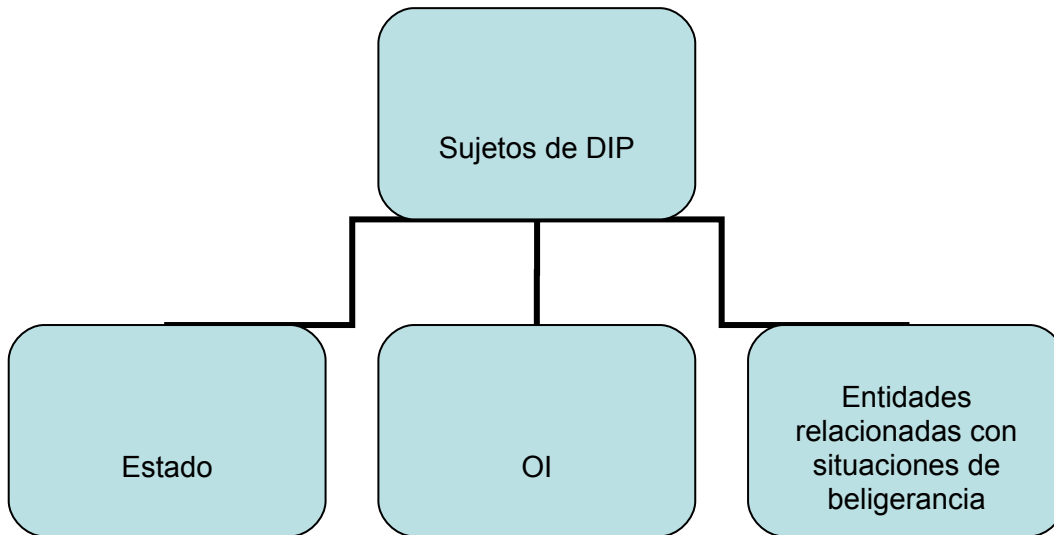 Sujetos de DIP
Estado
OI
Entidades
relacionadas con
situaciones de
beligerancia